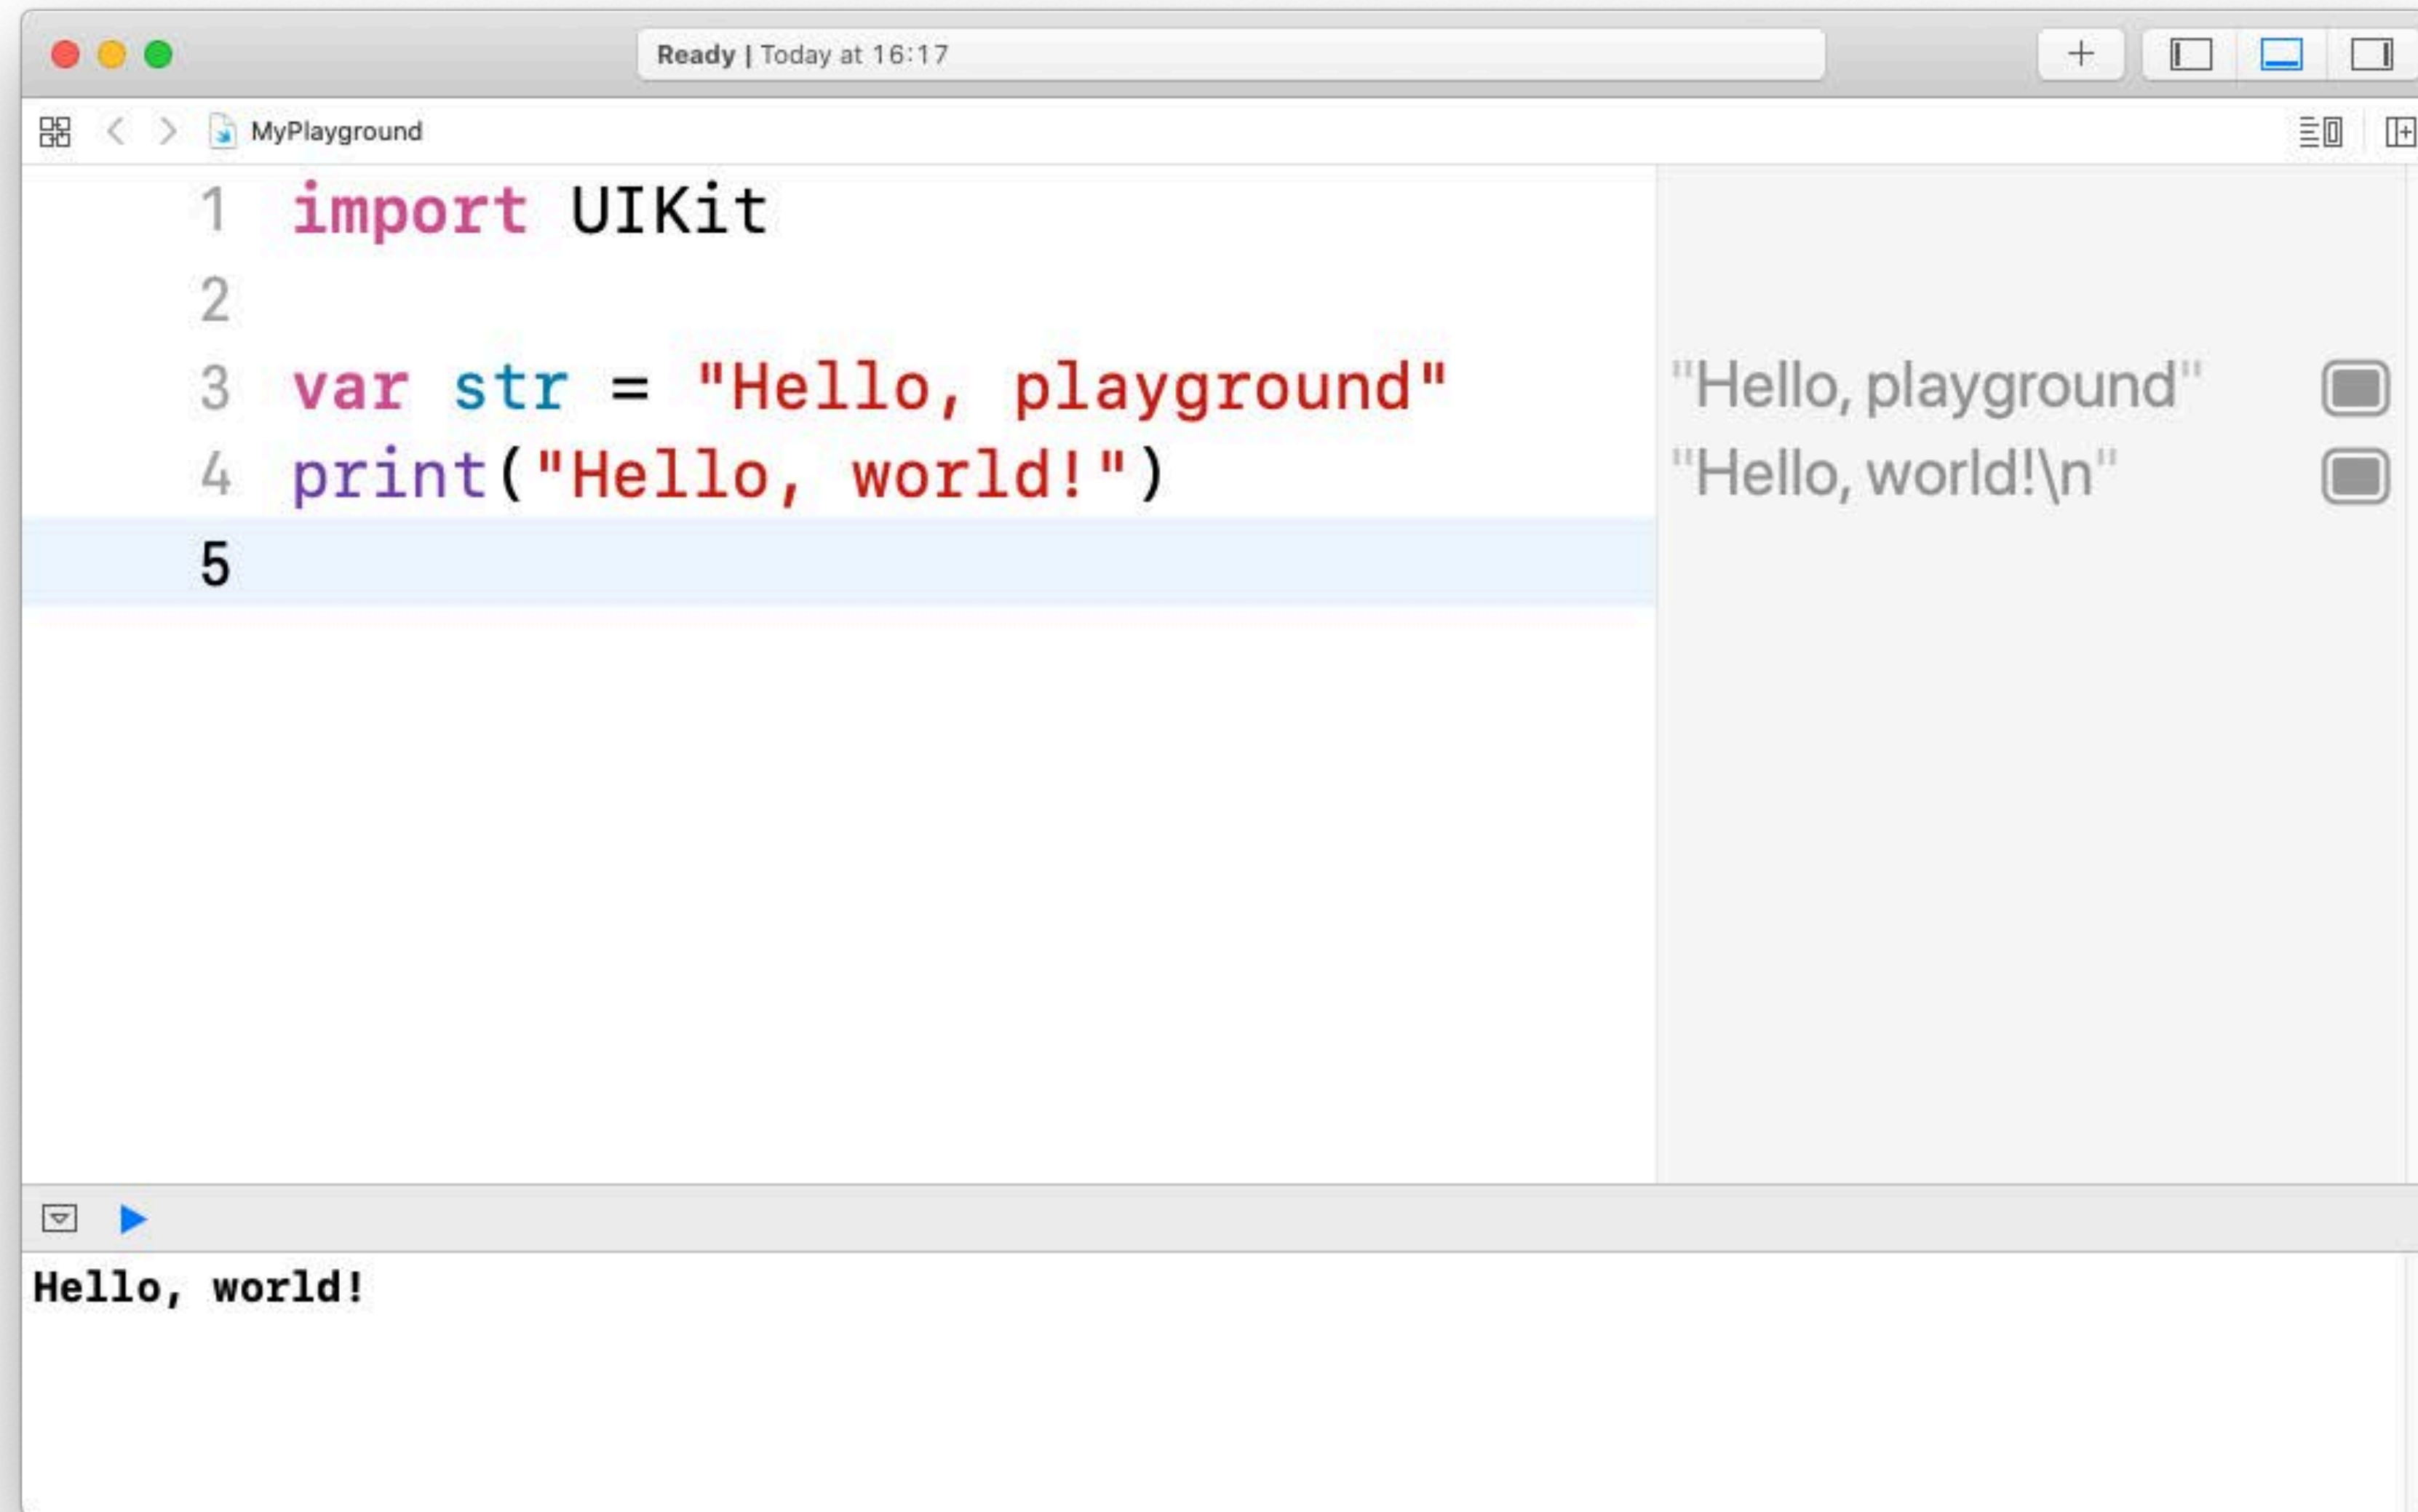 Ready | Today at 16:17
MyPlayground
1 import UIKit
2
3 var str = "Hello, playground"
"Hello, playground"
4 print("Hello, world!")
"Hello, world!\n"
5
Hello, world!